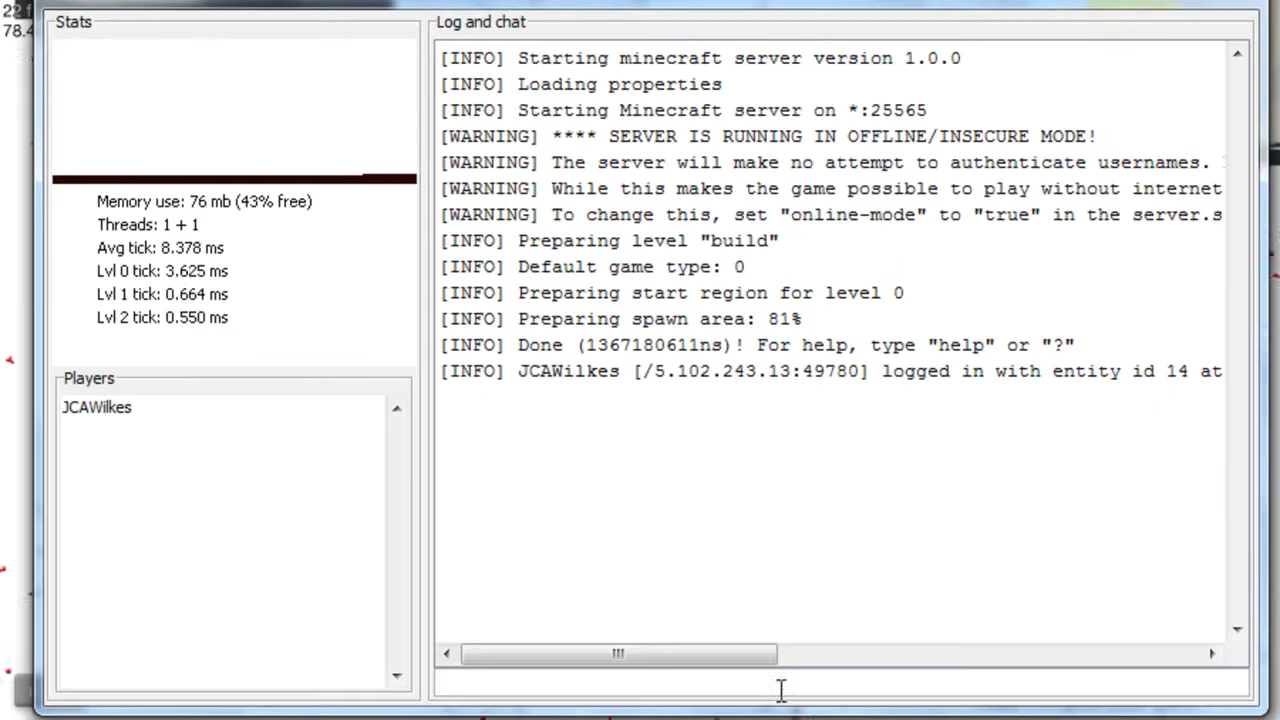 22 f
78.4
Stats
Memory use: 76 mb (43% free)
Threads: 1 + 1
Avg tick: 8.378 ms
Lvl 0 tick: 3.625 ms
Lvl 1 tick: 0.664 ms
Lvl 2 tick: 0.550 ms
Players
JCAWilkes
Log and chat
[INFO] Starting minecraft server version 1.0.0
[INFO] Loading properties
[INFO] Starting Minecraft server on *:25565
[WARNING] **** SERVER IS RUNNING IN OFFLINE/INSECURE MODE!
[WARNING] The server will make no attempt to authenticate usernames.
[WARNING] While this makes the game possible to play without internet
[WARNING] To change this, set "online-mode" to "true" in the server.s
[INFO] Preparing level "build"
[INFO] Default game type: 0
[INFO] Preparing start region for level 0
[INFO] Preparing spawn area: 81%
[INFO] Done (1367180611ns)! For help, type "help" or "?"
[INFO] JCAWilkes [/5.102.243.13:49780] logged in with entity id 14 at